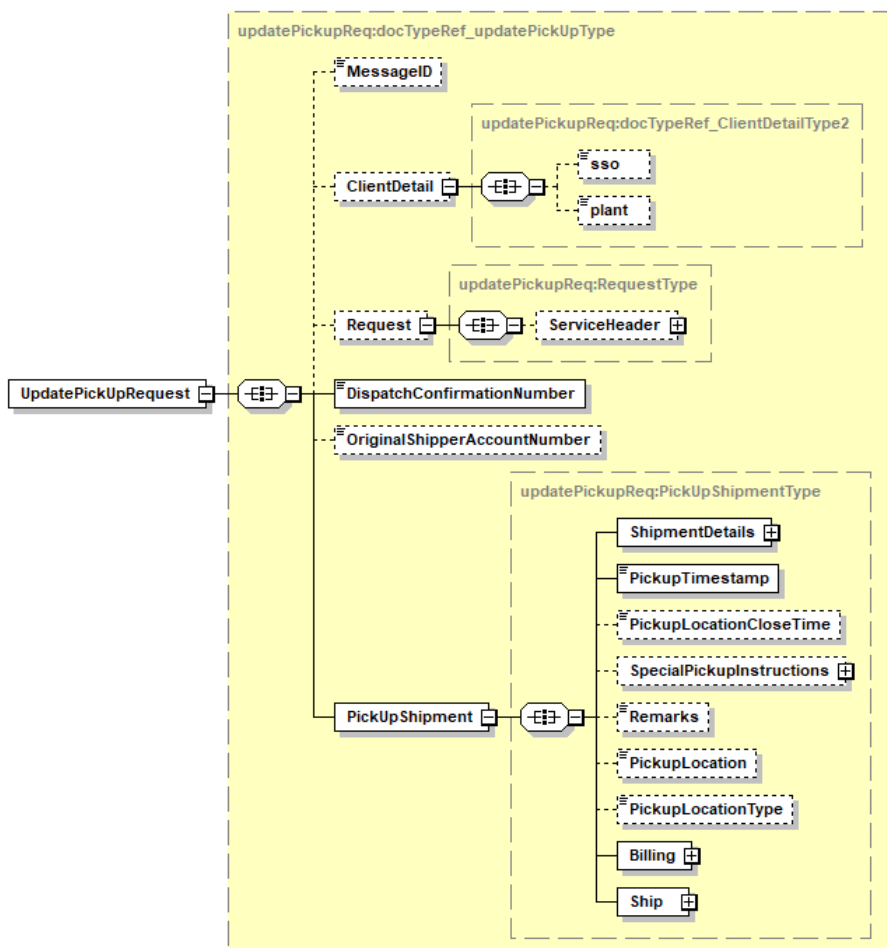 updatePickupReq:docTypeRef_updatePickUpType
MessageID
updatePickupReq:docTypeRef_ClientDetailType2
sso
ClientDetail
plant
updatePickupReq:RequestType
Request
ServiceHeader
UpdatePickUpRequest
DispatchConfirmationNumber
OriginalShipperAccountNumber
updatePickupReq:PickUpShipmentType
ShipmentDetails
PickupTimestamp
PickupLocationCloseTime
SpecialPickupInstructions
PickUpShipment
Remarks
PickupLocation
PickupLocationType
Billing
Ship